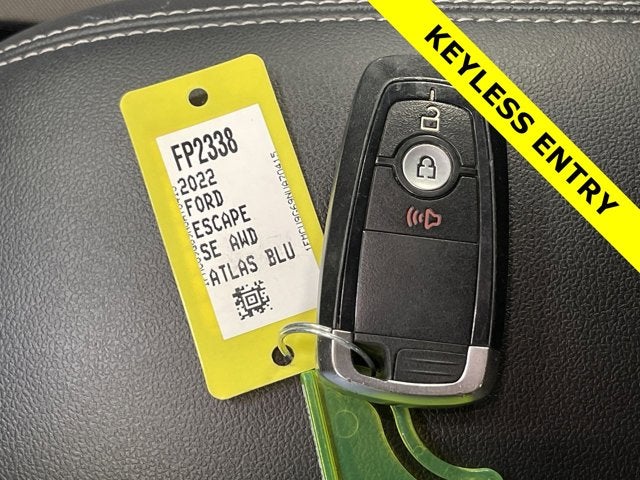 KEYLESS ENTRY
FP2338
2022
FORD
ESCAPE
SE AWD
ATLAS BLU